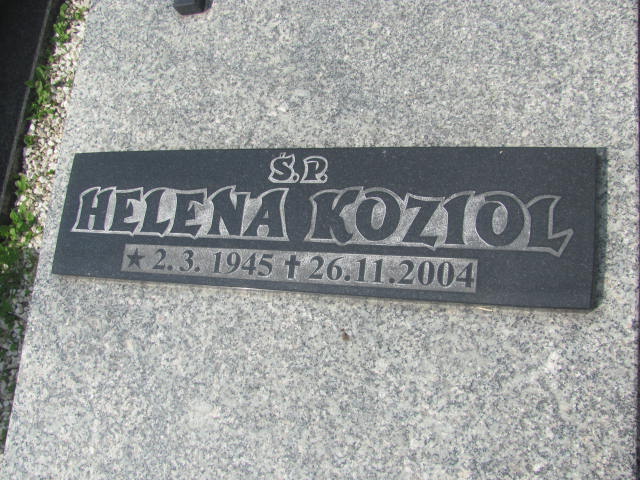 Ś.P.
HELENA KOZIOL
★ 2.3. 1945 ✝ 26.11.2004